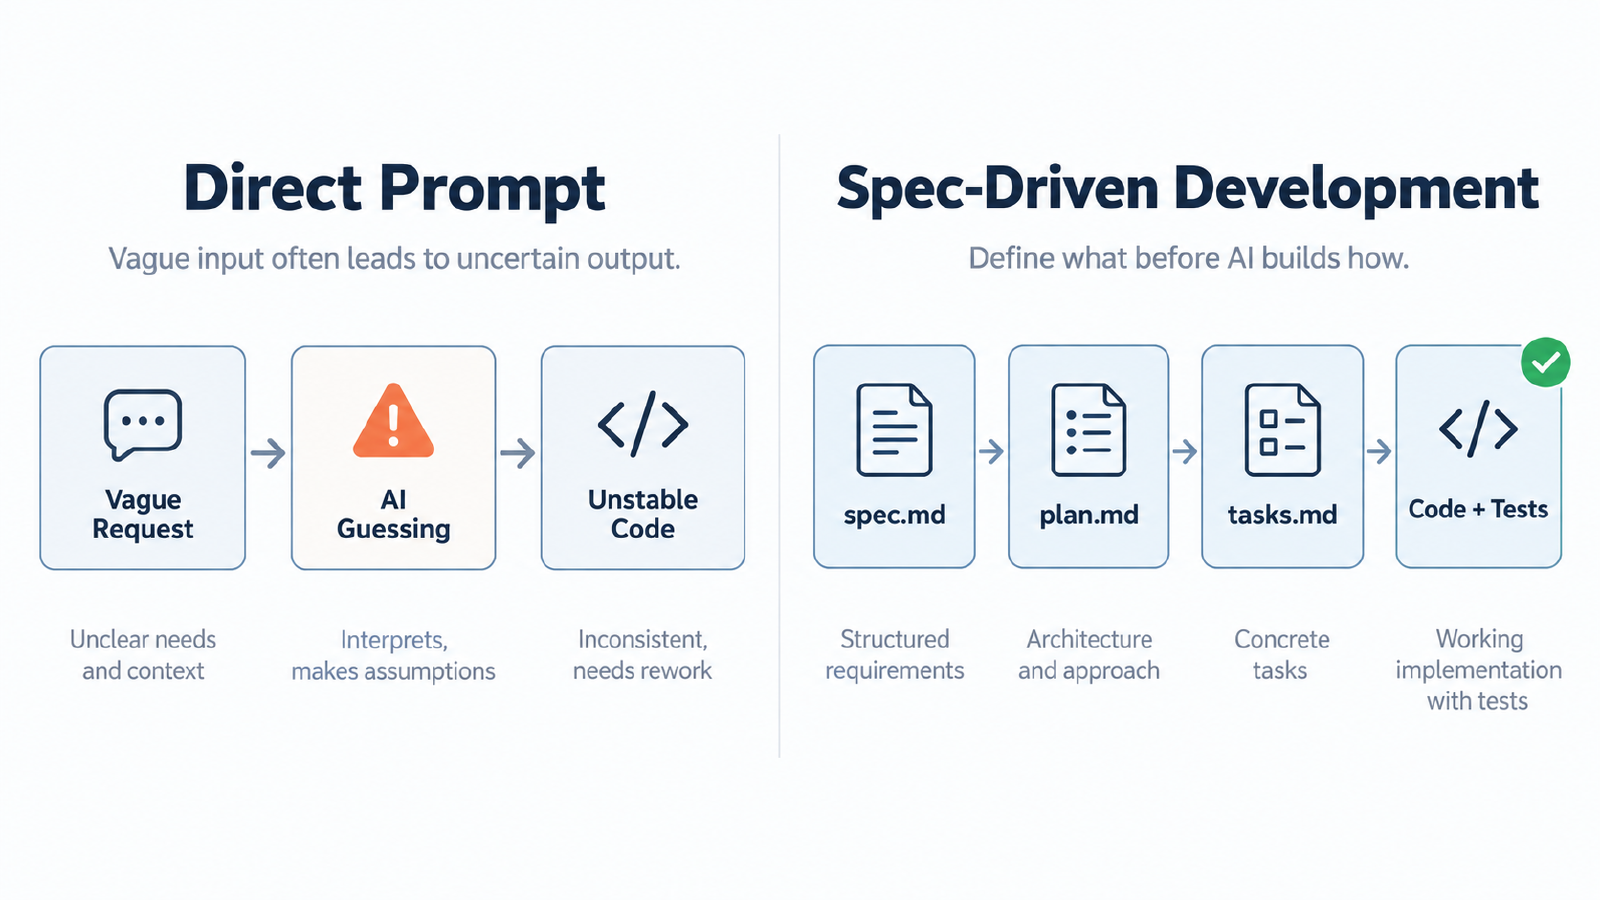 Direct Prompt
Vague input often leads to uncertain output.
Vague
Request
AI
Guessing
Unstable
Code
Unclear needs
and context
Interprets,
makes assumptions
Inconsistent,
needs rework
Spec-Driven Development
Define what before AI builds how.
spec.md
plan.md
tasks.md
Code + Tests
Structured
requirements
Architecture
and approach
Concrete
tasks
Working
implementation
with tests